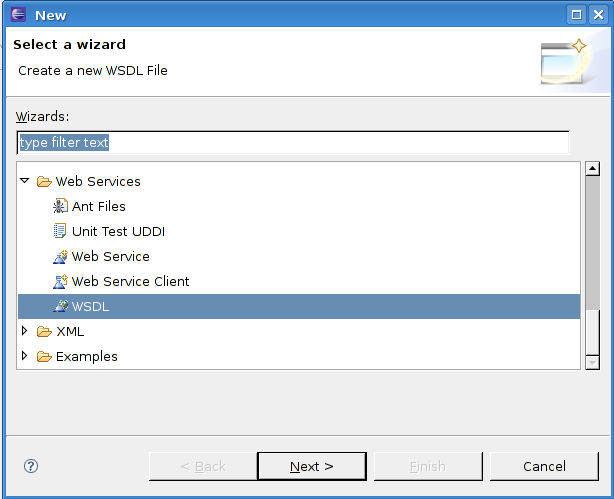 New
Select a wizard
Create a new WSDL File
Wizards:
type filter text
Web Services
Ant Files
Unit Test UDDI
Web Service
Web Service Client
WSDL
XML
Examples
? < Back Next > Finish Cancel